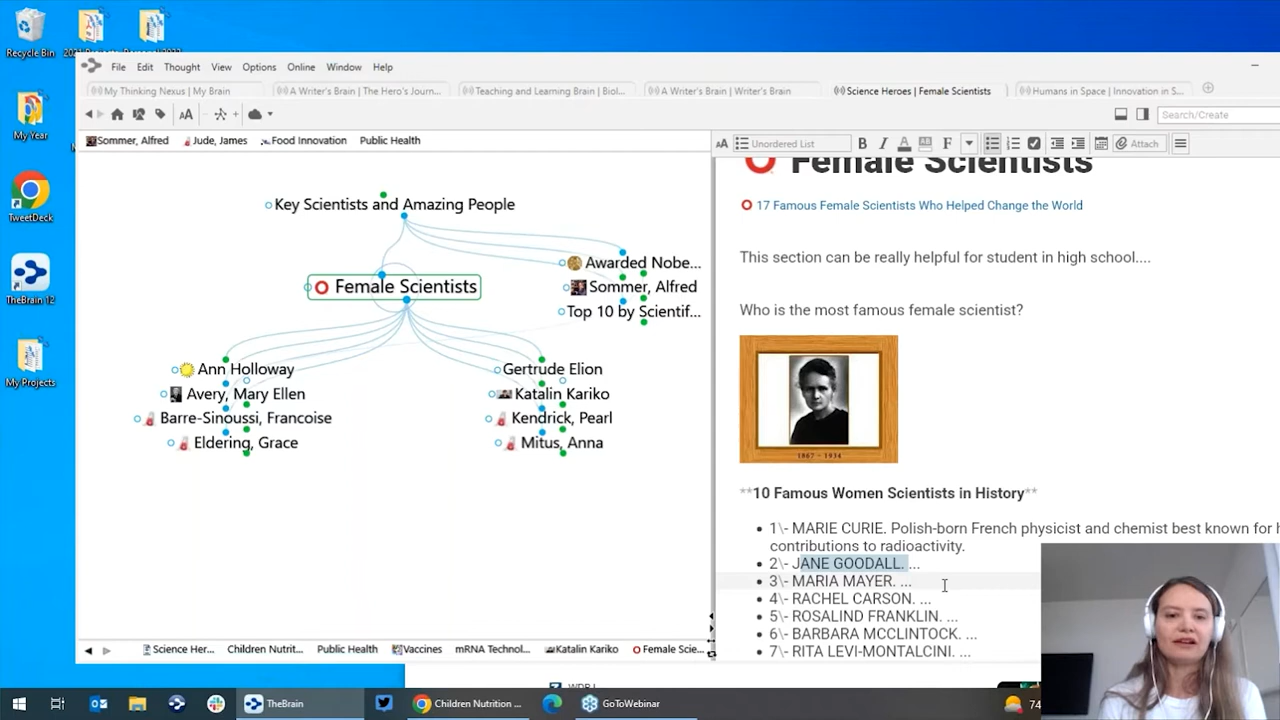 Recycle Bin
My Year
TweetDeck
TheBrain 12
My Projects
File Edit Thought View Options Online Window Help
My Thinking Nexus | My Brain
A Writer's Brain | The Hero's Journ...
Teaching and Learning Brain | Biol...
A Writer's Brain | Writer's Brain
Science Heroes | Female Scientists
Humans in Space | Innovation in S...
Search/Create
Sommer, Alfred
Jude, James
Food Innovation
Public Health
Unordered List
Attach
Key Scientists and Amazing People
Awarded Nobe...
Sommer, Alfred
Top 10 by Scientif...
Female Scientists
Ann Holloway
Avery, Mary Ellen
Barre-Sinoussi, Francoise
Eldering, Grace
Gertrude Elion
Katalin Kariko
Kendrick, Pearl
Mitus, Anna
Female Scientists
17 Famous Female Scientists Who Helped Change the World
This section can be really helpful for student in high school....
Who is the most famous female scientist?
1867 - 1934
**10 Famous Women Scientists in History**
• 1\- MARIE CURIE. Polish-born French physicist and chemist best known for h
contributions to radioactivity.
• 2\- JANE GOODALL. ...
• 3\- MARIA MAYER. ...
• 4\- RACHEL CARSON. ...
• 5\- ROSALIND FRANKLIN. ...
• 6\- BARBARA MCCLINTOCK. ...
• 7\- RITA LEVI-MONTALCINI. ...
Science Her...
Children Nutrit...
Public Health
Vaccines
mRNA Technol...
Katalin Kariko
Female Scie...
TheBrain
Children Nutrition ...
GoToWebinar
74